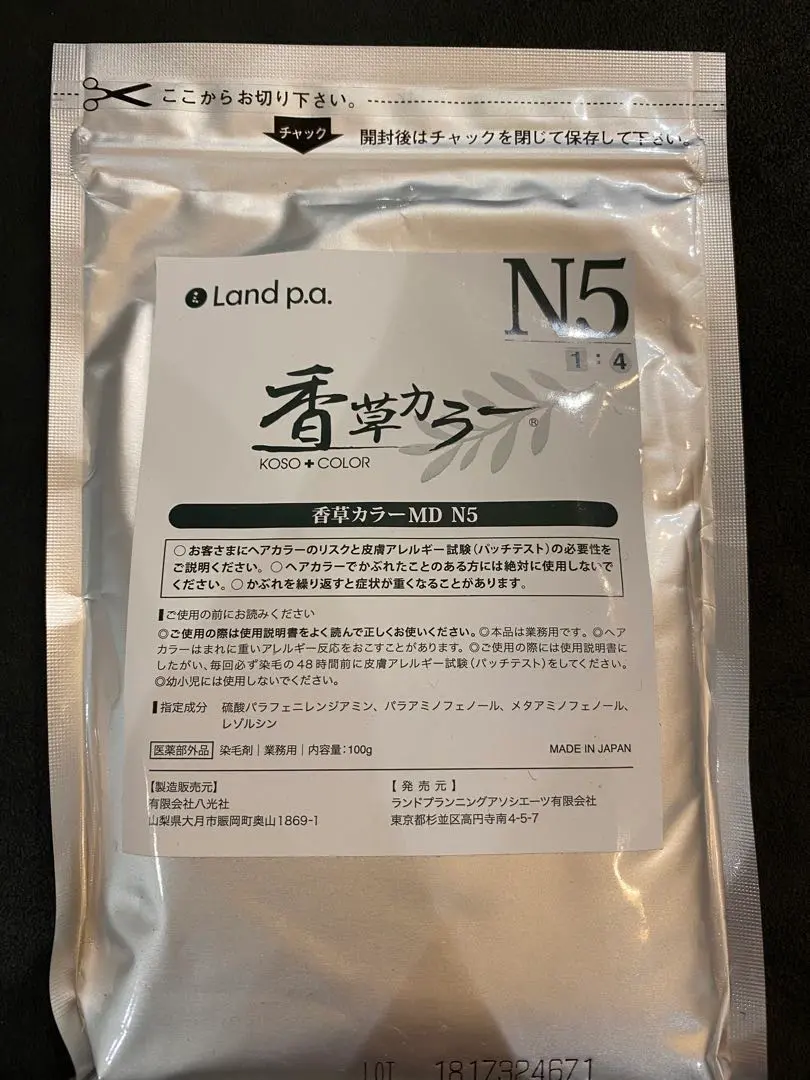 ここからお切り下さい。
チャック 開封後はチャックを閉じて保存して下さい。
Land p.a.
N5
1:4
香草カラー®
KOSO+COLOR
香草カラーMD N5
○お客さまにヘアカラーのリスクと皮膚アレルギー試験(パッチテスト)の必要性を
ご説明ください。○ヘアカラーでかぶれたことのある方には絶対に使用しないで
ください。○かぶれを繰り返すと症状が重くなることがあります。
ご使用の前にお読みください
◎ご使用の際は使用説明書をよく読んで正しくお使いください。◎本品は業務用です。◎ヘア
カラーはまれに重いアレルギー反応をおこすことがあります。◎ご使用の際には使用説明書に
したがい、毎回必ず染毛の48時間前に皮膚アレルギー試験(パッチテスト)をしてください。
◎幼小児には使用しないでください。
指定成分 硫酸パラフェニレンジアミン、パラアミノフェノール、メタアミノフェノール、
レゾルシン
医薬部外品 染毛剤|業務用|内容量:100g MADE IN JAPAN
【製造販売元】
有限会社八光社
山梨県大月市賑岡町奥山1869-1
【発売元】
ランドプランニングアソシエーツ有限会社
東京都杉並区高円寺南4-5-7
LOT 1817324671